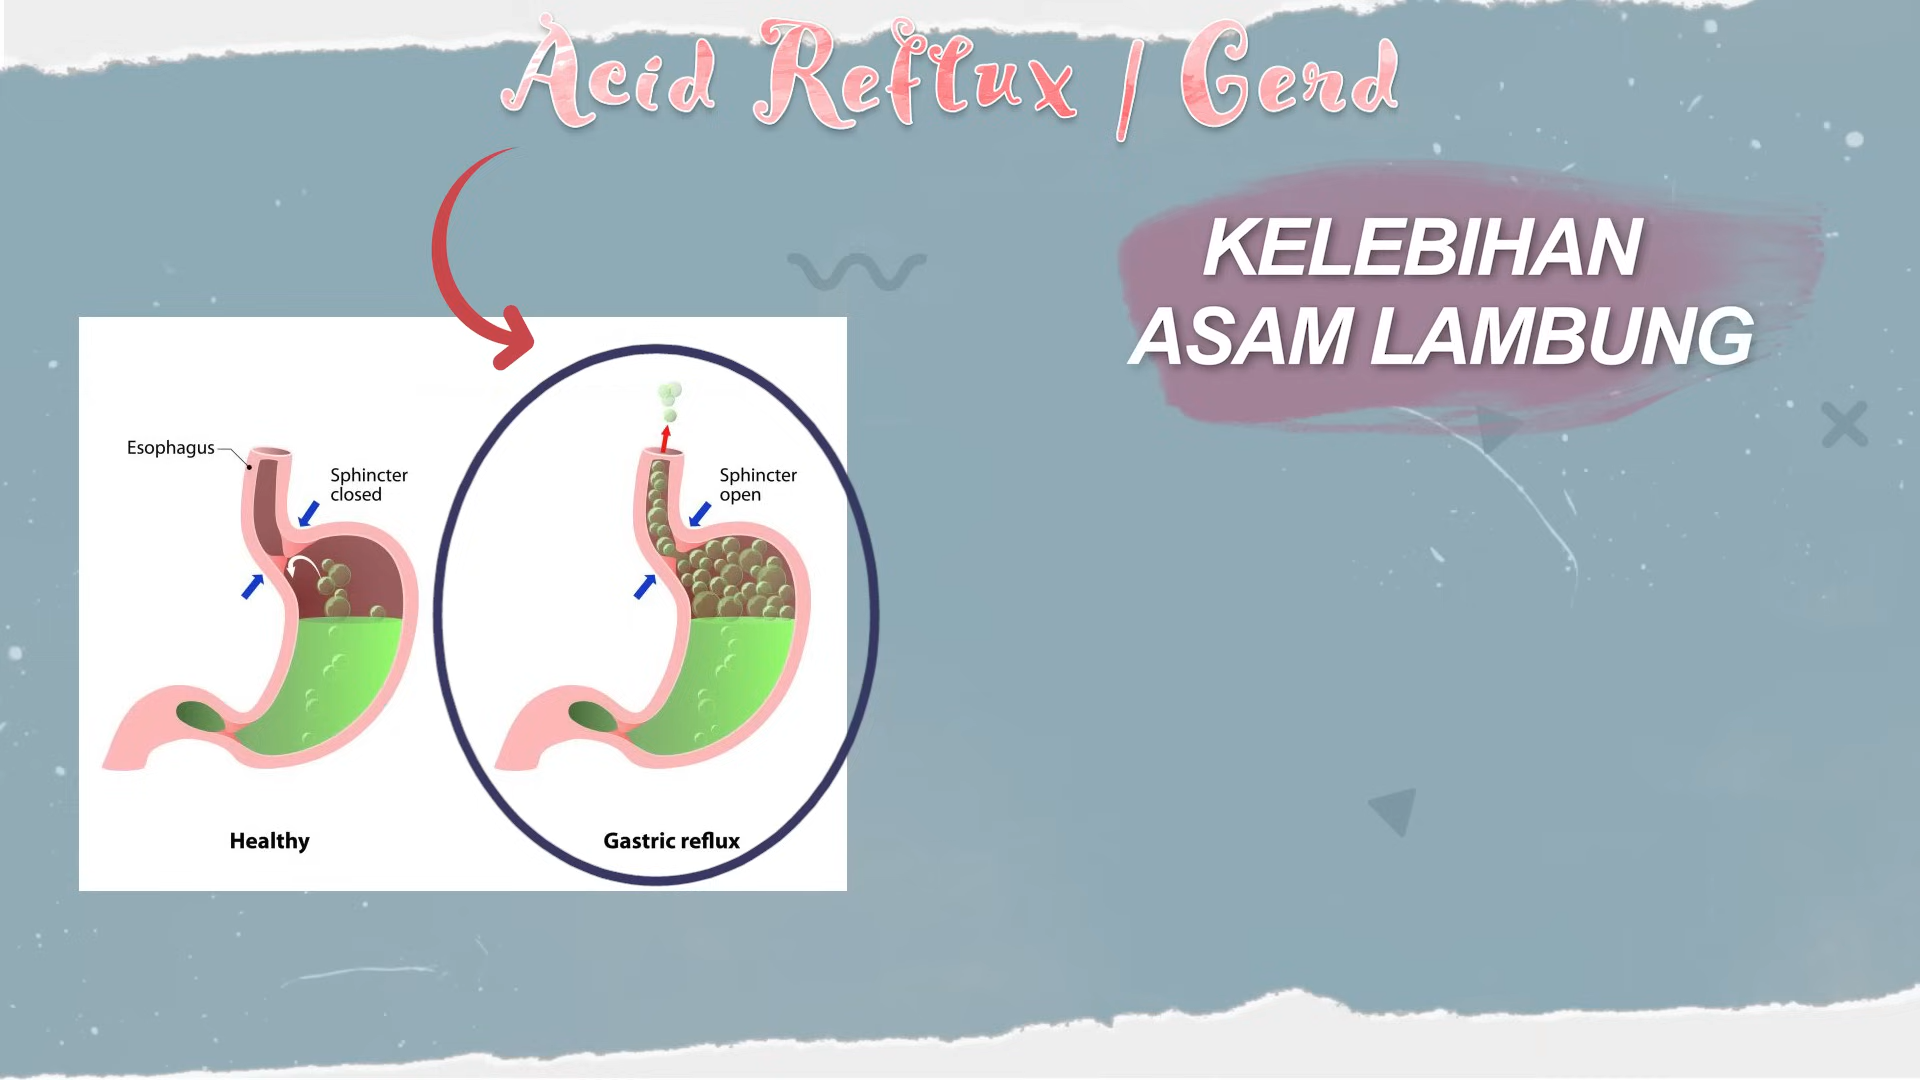 Acid Reflux / Gerd
KELEBIHAN
ASAM LAMBUNG
Esophagus
Sphincter
closed
Sphincter
open
Healthy
Gastric reflux